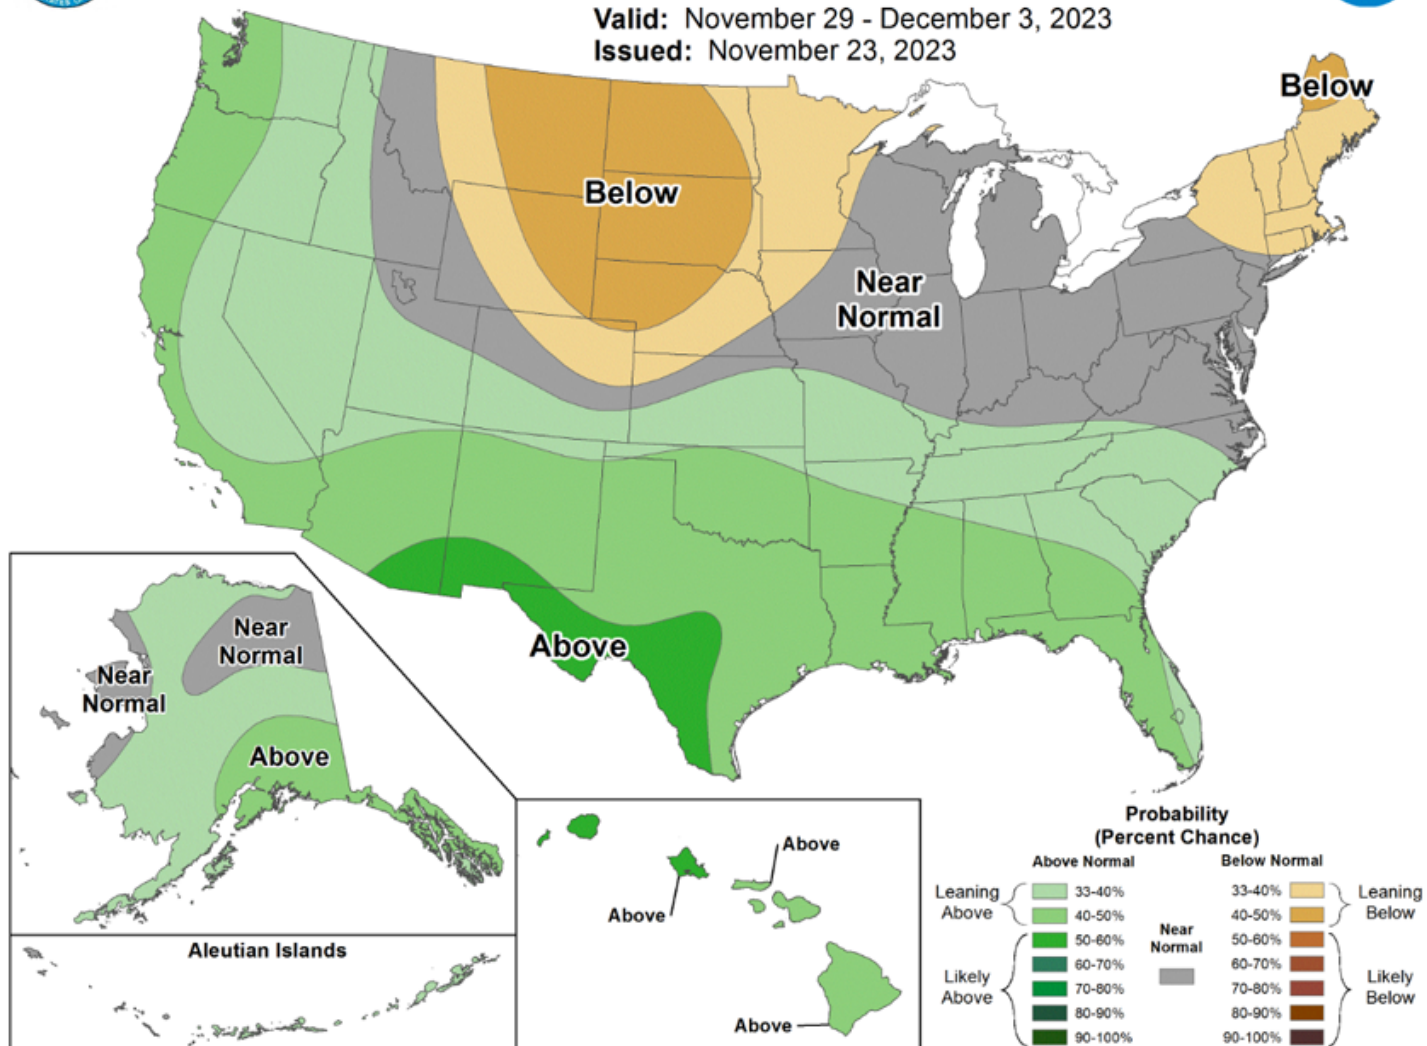 Valid: November 29 - December 3, 2023
Issued: November 23, 2023
Below
Below
Near
Normal
Above
Near
Normal
Near
Normal
Above
Aleutian Islands
Above
Above
Above
Probability
(Percent Chance)
Above Normal
Below Normal
Leaning
Above
33-40%
40-50%
Likely
Above
50-60%
60-70%
70-80%
80-90%
90-100%
Near
Normal
33-40%
40-50%
Leaning
Below
50-60%
60-70%
70-80%
80-90%
90-100%
Likely
Below